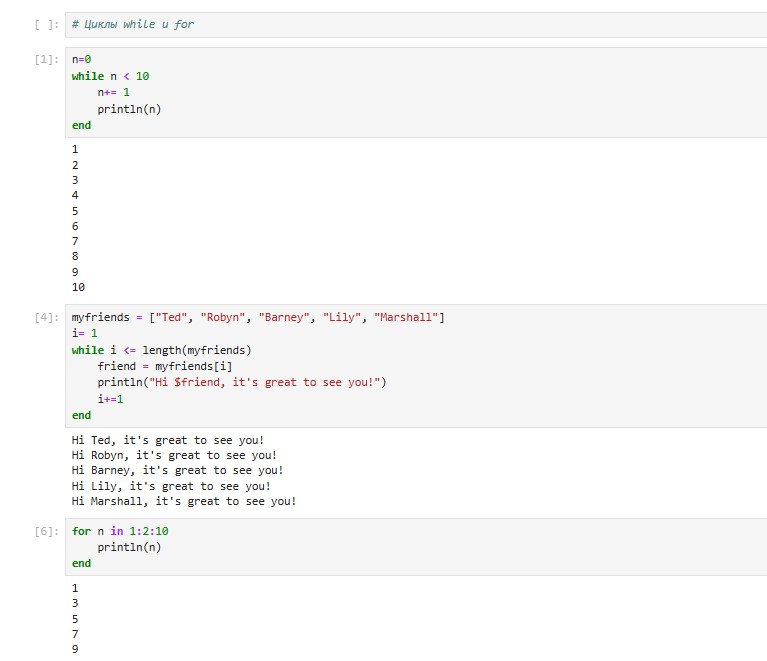 [ ]: # Циклы while и for
[1]: n=0
while n < 10
    n+= 1
    println(n)
end
1
2
3
4
5
6
7
8
9
10
[4]: myfriends = ["Ted", "Robyn", "Barney", "Lily", "Marshall"]
i= 1
while i <= length(myfriends)
    friend = myfriends[i]
    println("Hi $friend, it's great to see you!")
    i+=1
end
Hi Ted, it's great to see you!
Hi Robyn, it's great to see you!
Hi Barney, it's great to see you!
Hi Lily, it's great to see you!
Hi Marshall, it's great to see you!
[6]: for n in 1:2:10
    println(n)
end
1
3
5
7
9